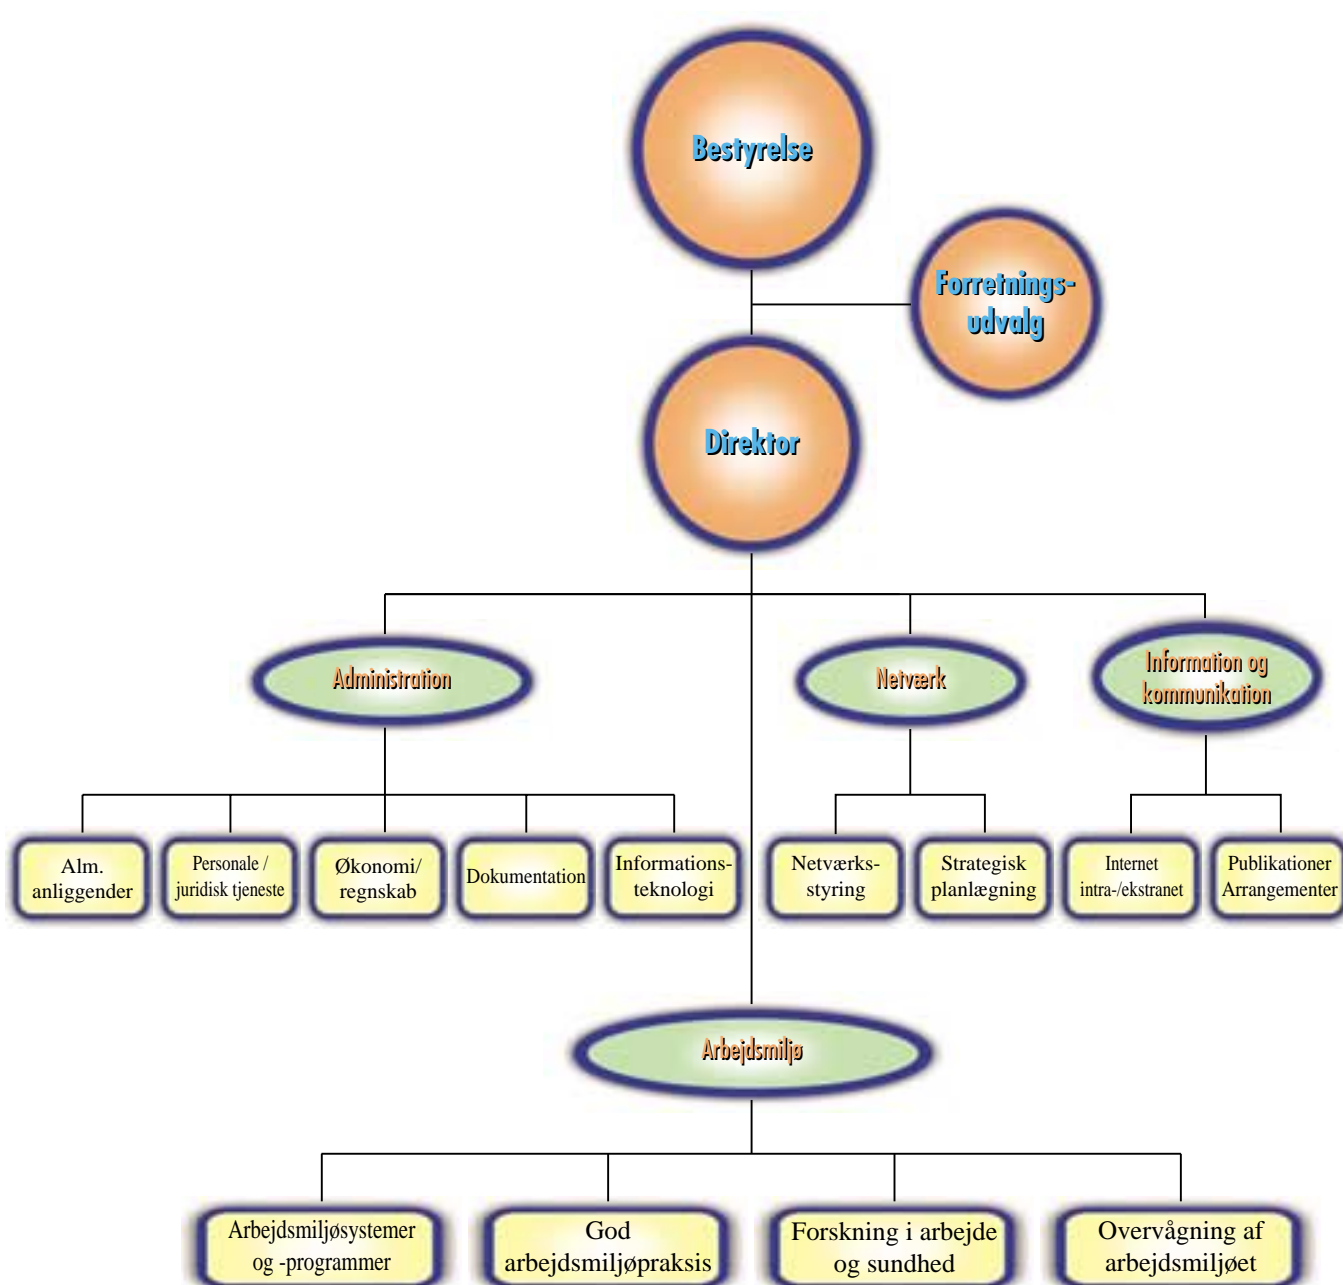 Bestyrelse
Forretnings-
udvalg
Direktor
Administration
Netværk
Information og
kommunikation
Alm.
anliggender
Personale /
juridisk tjeneste
Økonomi/
regnskab
Dokumentation
Informations-
teknologi
Netværks-
styring
Strategisk
planlægning
Internet
intra-/ekstranet
Publikationer
Arrangementer
Arbejdsmiljø
Arbejdsmiljøsystemer
og -programmer
God
arbejdsmiljøpraksis
Forskning i arbejde
og sundhed
Overvågning af
arbejdsmiljøet